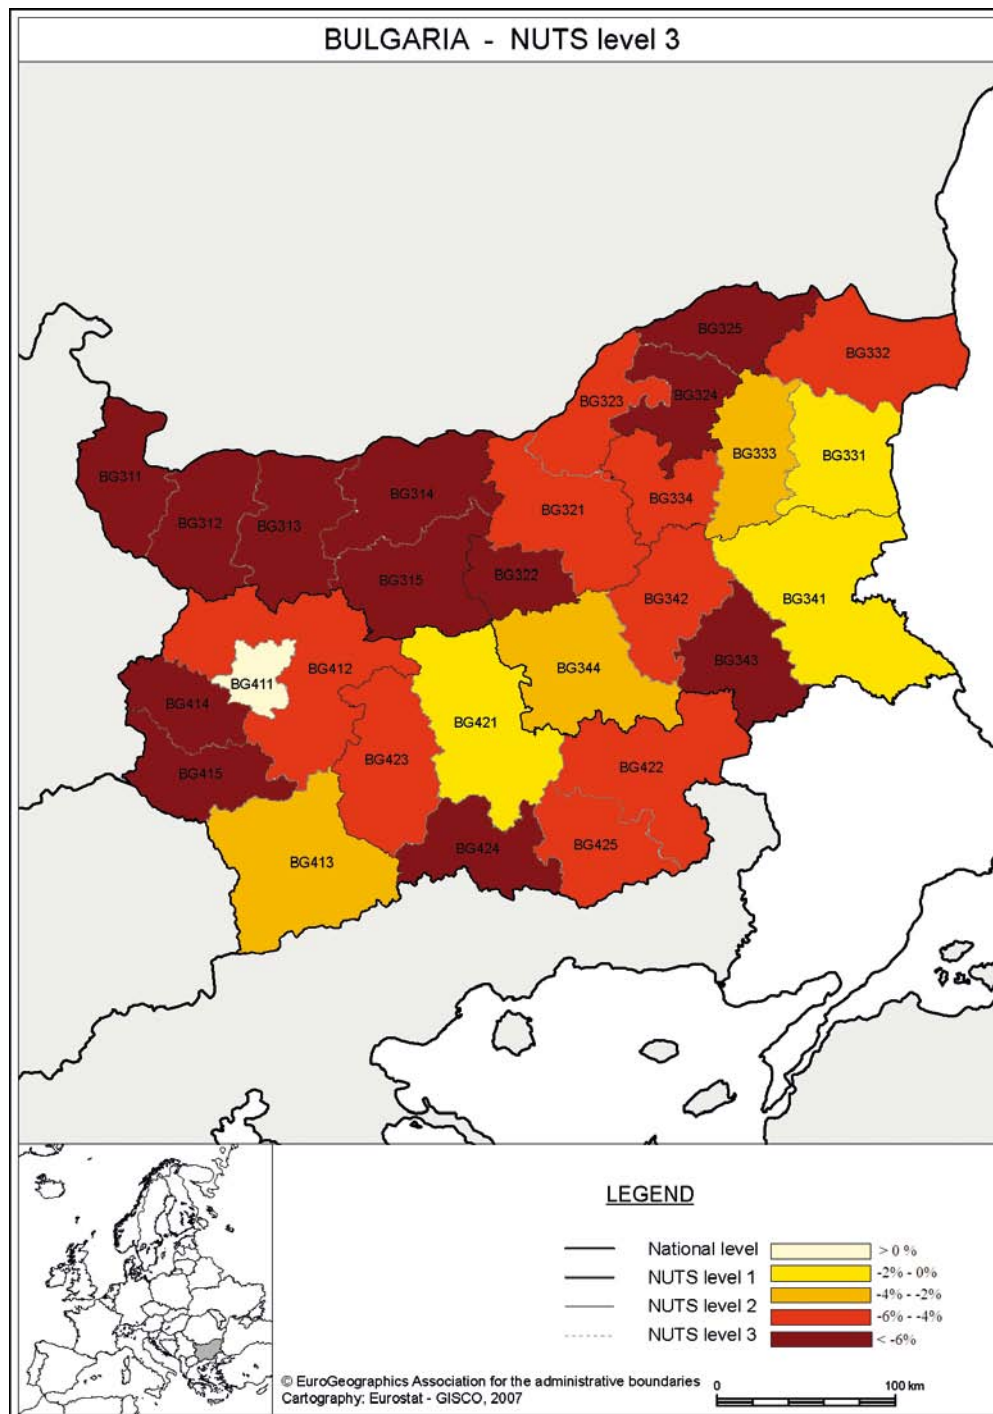 BULGARIA - NUTS level 3
BG325
BG332
BG324
BG323
BG333
BG331
BG311
BG314
BG334
BG321
BG312
BG313
BG315
BG322
BG342
BG341
BG412
BG344
BG343
BG411
BG414
BG421
BG423
BG422
BG415
BG425
BG424
BG413
LEGEND
National level > 0 %
NUTS level 1 -2% - 0%
NUTS level 2 -4% - -2%
NUTS level 3 -6% - -4%
< -6%
© EuroGeographics Association for the administrative boundaries
Cartography: Eurostat - GISCO, 2007
0 100 km